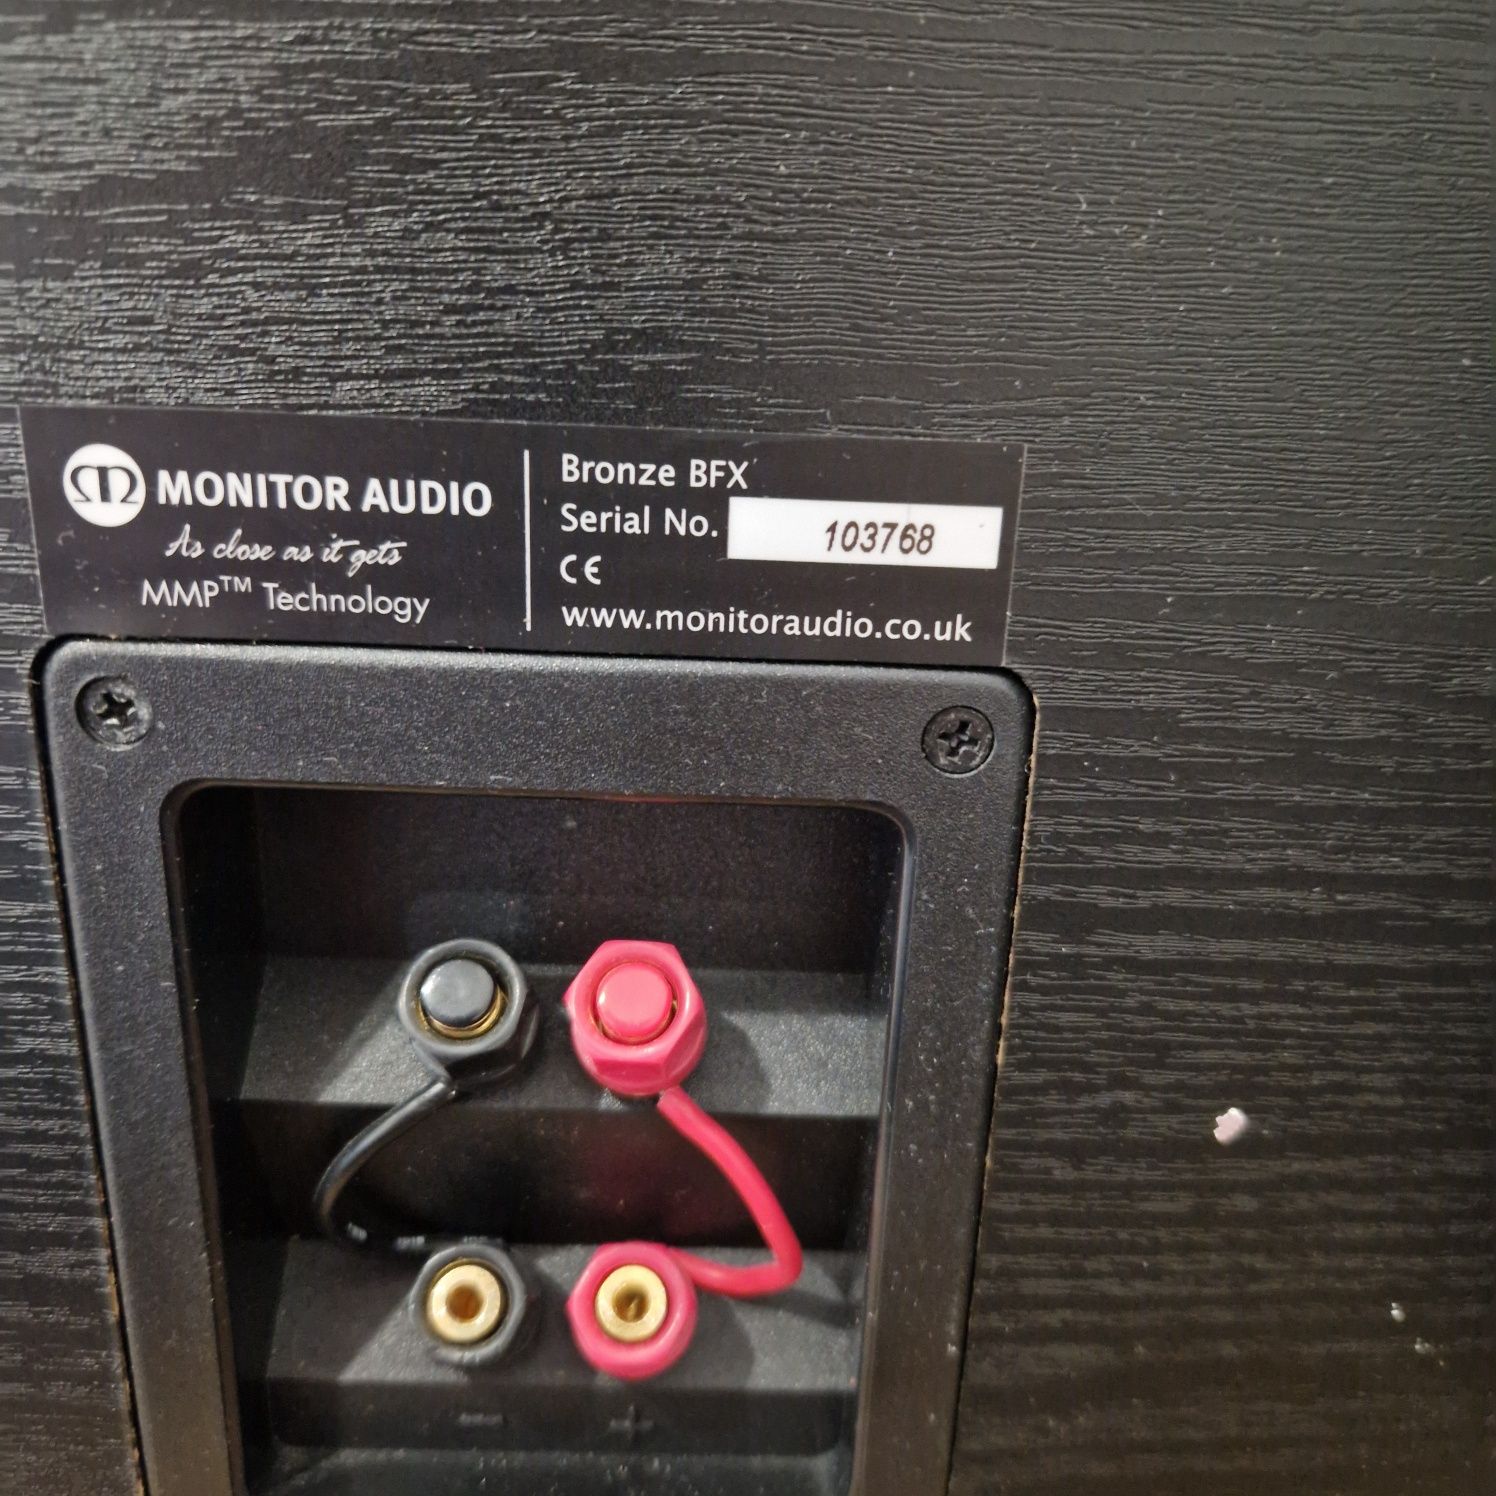 MONITOR AUDIO
As close as it gets
MMP™ Technology
Bronze BFX
Serial No. 103768
CE
www.monitoraudio.co.uk
- +